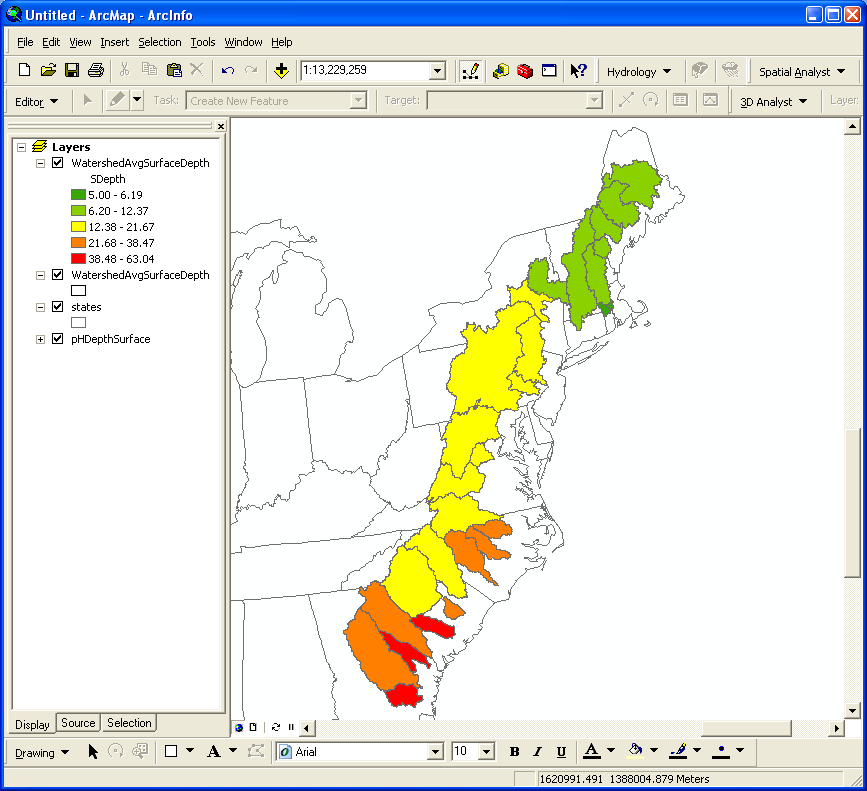 Untitled - ArcMap - ArcInfo
File Edit View Insert Selection Tools Window Help
1:13,229,259 Hydrology Spatial Analyst
Editor Task: Create New Feature Target: 3D Analyst Layer:
Layers
WatershedAvgSurfaceDepth
SDepth
5.00 - 6.19
6.20 - 12.37
12.38 - 21.67
21.68 - 38.47
38.48 - 63.04
WatershedAvgSurfaceDepth
states
pHDepthSurface
Display Source Selection
Drawing A Arial 10 B I U A
1620991.491 1388004.879 Meters